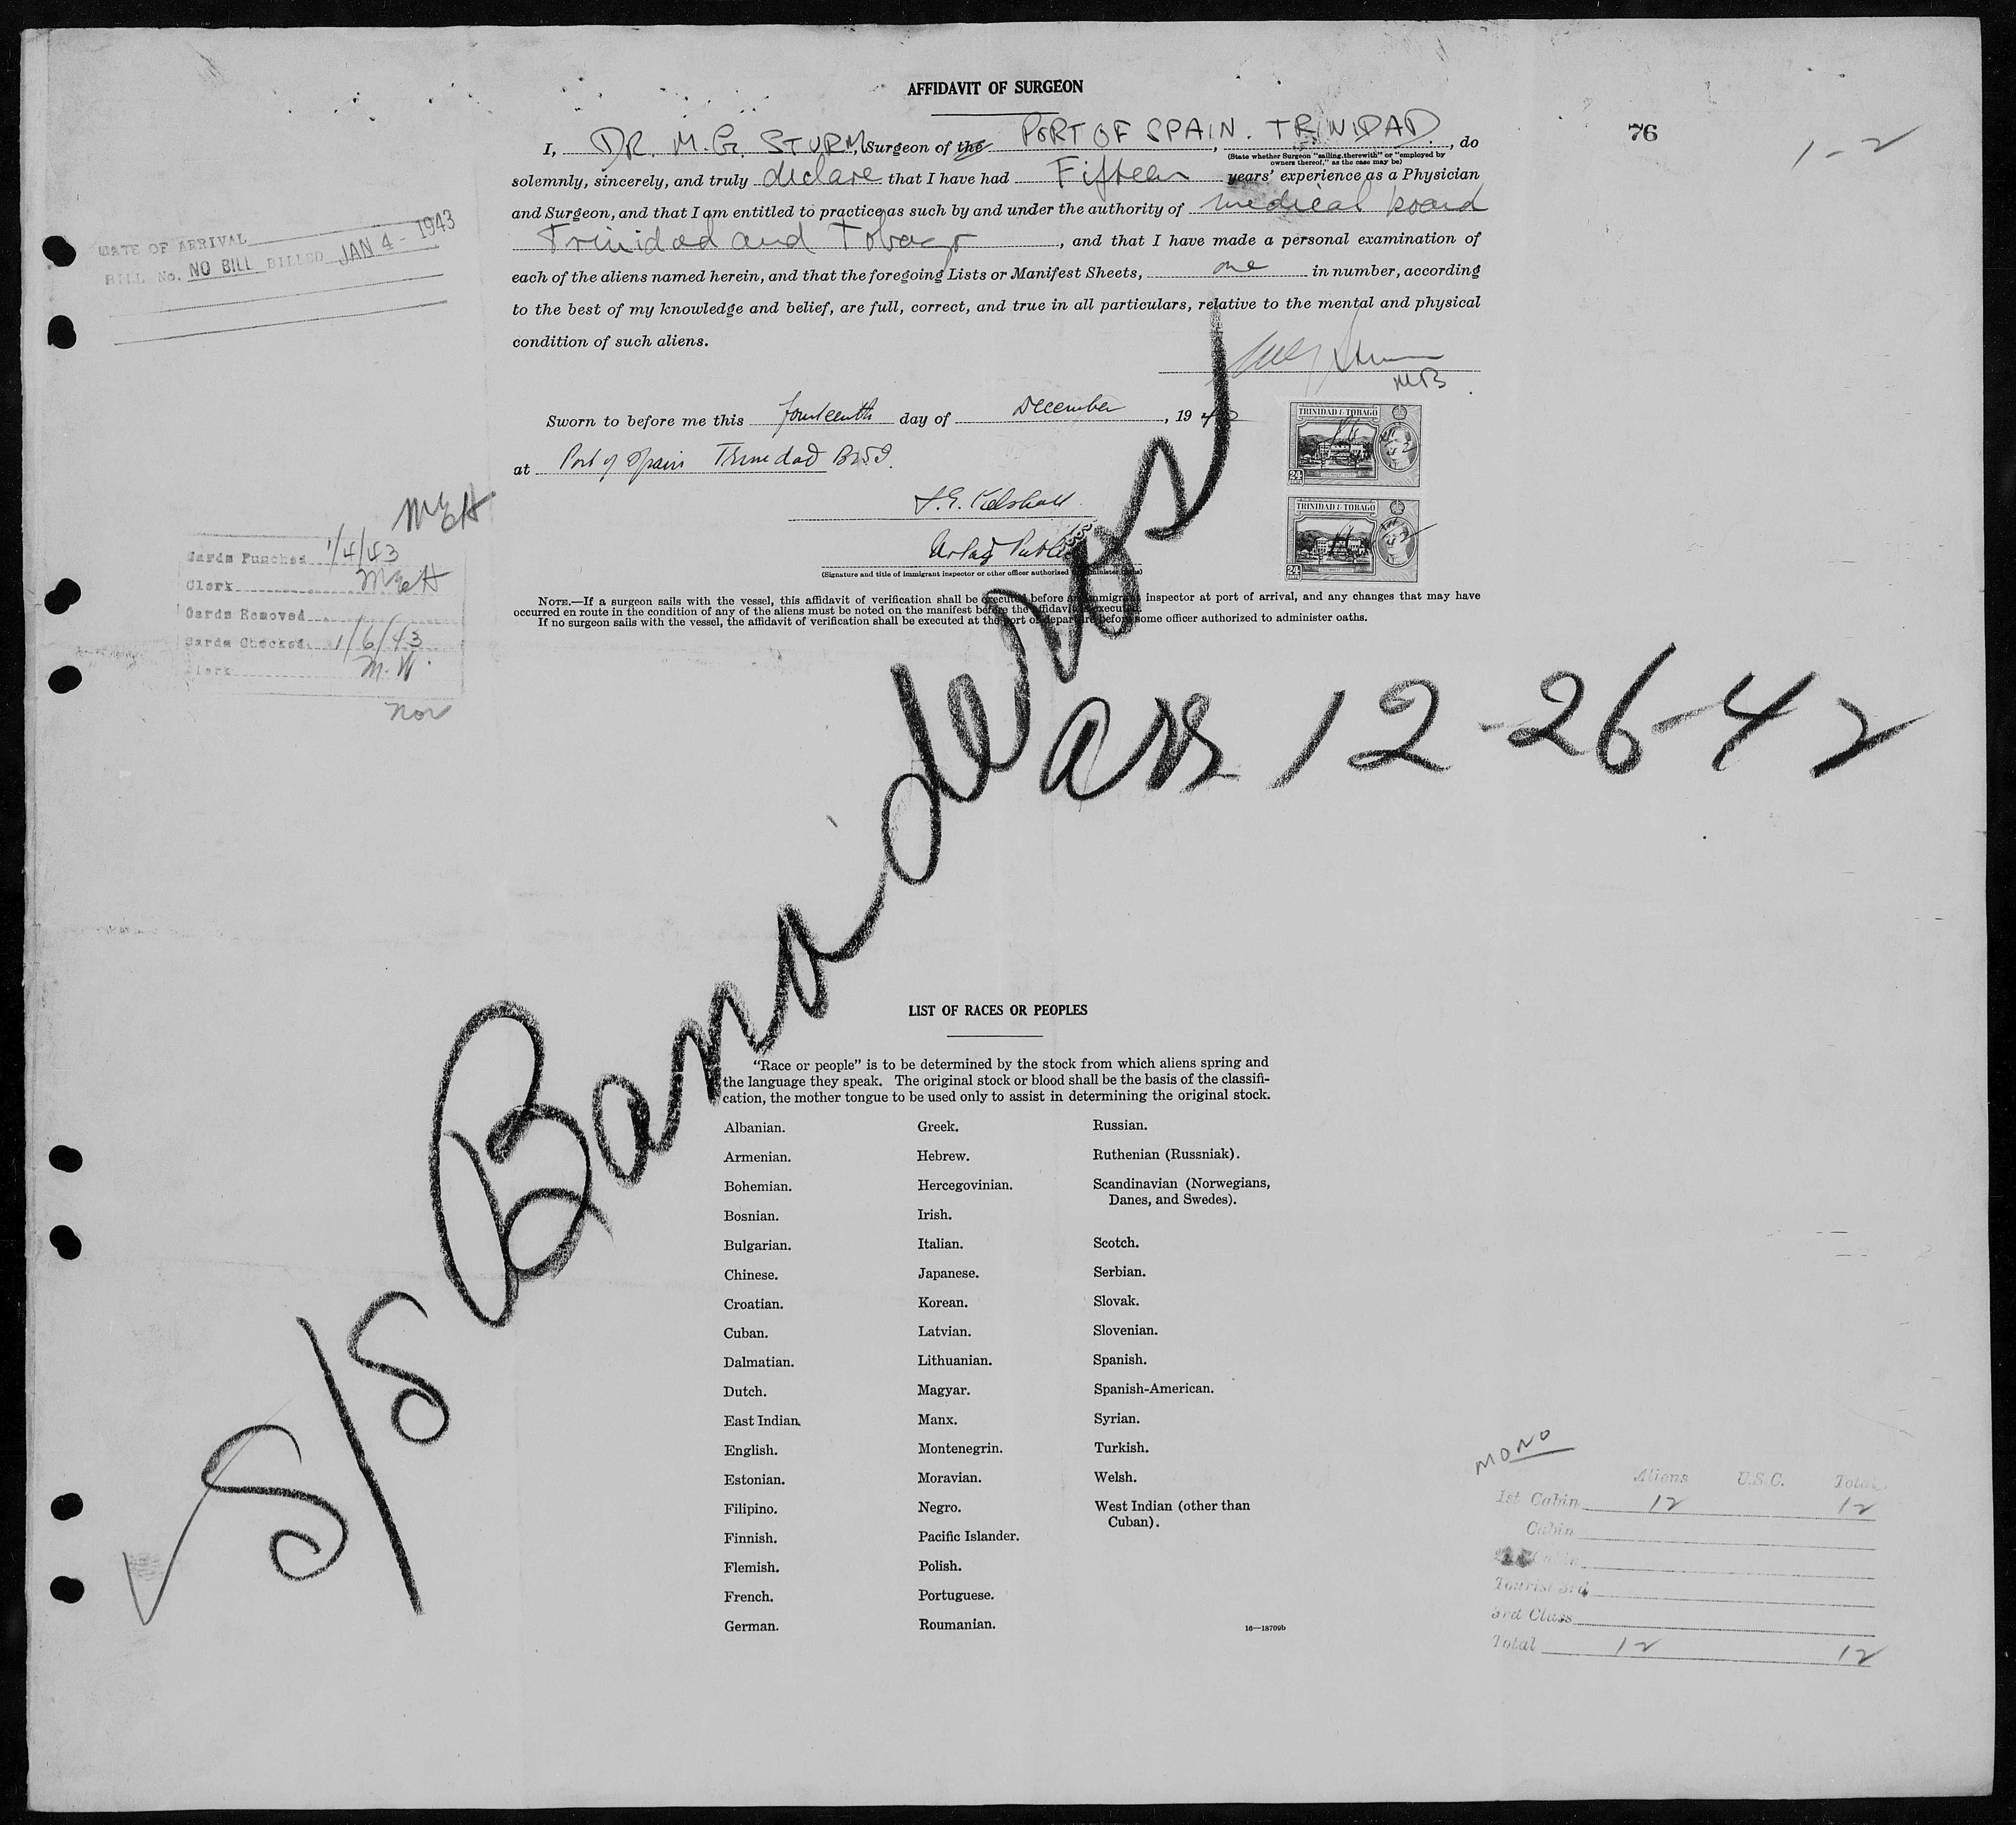 AFFIDAVIT OF SURGEON
76
1-2
I, DR. M. G. STURM, Surgeon of the PORT OF SPAIN, TRINIDAD., do
(State whether Surgeon "sailing therewith" or "employed by owners thereof," as the case may be)
solemnly, sincerely, and truly declare that I have had Fifteen years' experience as a Physician
and Surgeon, and that I am entitled to practice as such by and under the authority of medical board
Trinidad and Tobago, and that I have made a personal examination of
each of the aliens named herein, and that the foregoing Lists or Manifest Sheets, one in number, according
to the best of my knowledge and belief, are full, correct, and true in all particulars, relative to the mental and physical
condition of such aliens.
MB
DATE OF ARRIVAL
BILL No. NO BILL BILLED JAN 4 - 1943
Sworn to before me this fourteenth day of December, 1942
at Port of Spain Trinidad BWI.
TRINIDAD & TOBAGO
24
TRINIDAD & TOBAGO
24
Public
(Signature and title of immigrant inspector or other officer authorized to administer oaths)
NOTE.—If a surgeon sails with the vessel, this affidavit of verification shall be executed before an immigrant inspector at port of arrival, and any changes that may have
occurred en route in the condition of any of the aliens must be noted on the manifest before the affidavit is executed.
If no surgeon sails with the vessel, the affidavit of verification shall be executed at the port of departure before some officer authorized to administer oaths.
Cards Punched 1/4/43
Clerk
Cards Removed
Cards Checked 1/6/43
Clerk M.W.
nov
S/S Banaderos
arr 12-26-42
LIST OF RACES OR PEOPLES
"Race or people" is to be determined by the stock from which aliens spring and
the language they speak. The original stock or blood shall be the basis of the classifi-
cation, the mother tongue to be used only to assist in determining the original stock.
Albanian. Greek. Russian.
Armenian. Hebrew. Ruthenian (Russniak).
Bohemian. Hercegovinian. Scandinavian (Norwegians,
Danes, and Swedes).
Bosnian. Irish.
Bulgarian. Italian. Scotch.
Chinese. Japanese. Serbian.
Croatian. Korean. Slovak.
Cuban. Latvian. Slovenian.
Dalmatian. Lithuanian. Spanish.
Dutch. Magyar. Spanish-American.
East Indian. Manx. Syrian.
English. Montenegrin. Turkish.
Estonian. Moravian. Welsh.
Filipino. Negro. West Indian (other than
Cuban).
Finnish. Pacific Islander.
Flemish. Polish.
French. Portuguese.
German. Roumanian.
16—18709b
MONO
Aliens U.S.C. Total
1st Cabin 12 12
Cabin
Cabin
Tourist 3rd
3rd Class
Total 12 12